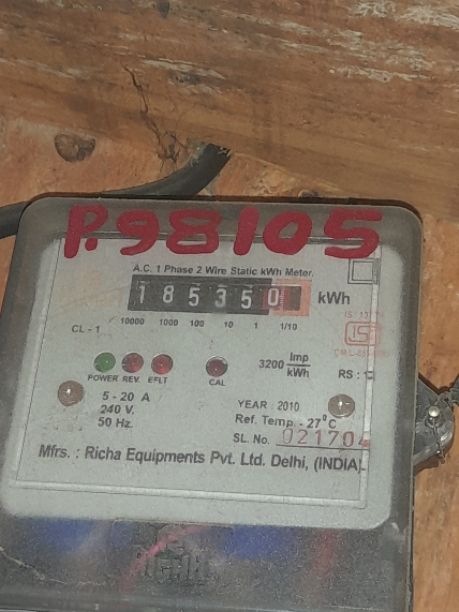 P.98105
A.C. 1 Phase 2 Wire Static kWh Meter.
185350 kWh
10000 1000 100 10 1 1/10
CL - 1
3200 Imp
kWh
POWER REV. EFLT CAL RS :
5 - 20 A
240 V.
50 Hz.
YEAR 2010
Ref. Temp. - 27°C
SL. No. 021704
Mfrs. : Richa Equipments Pvt. Ltd. Delhi, (INDIA)